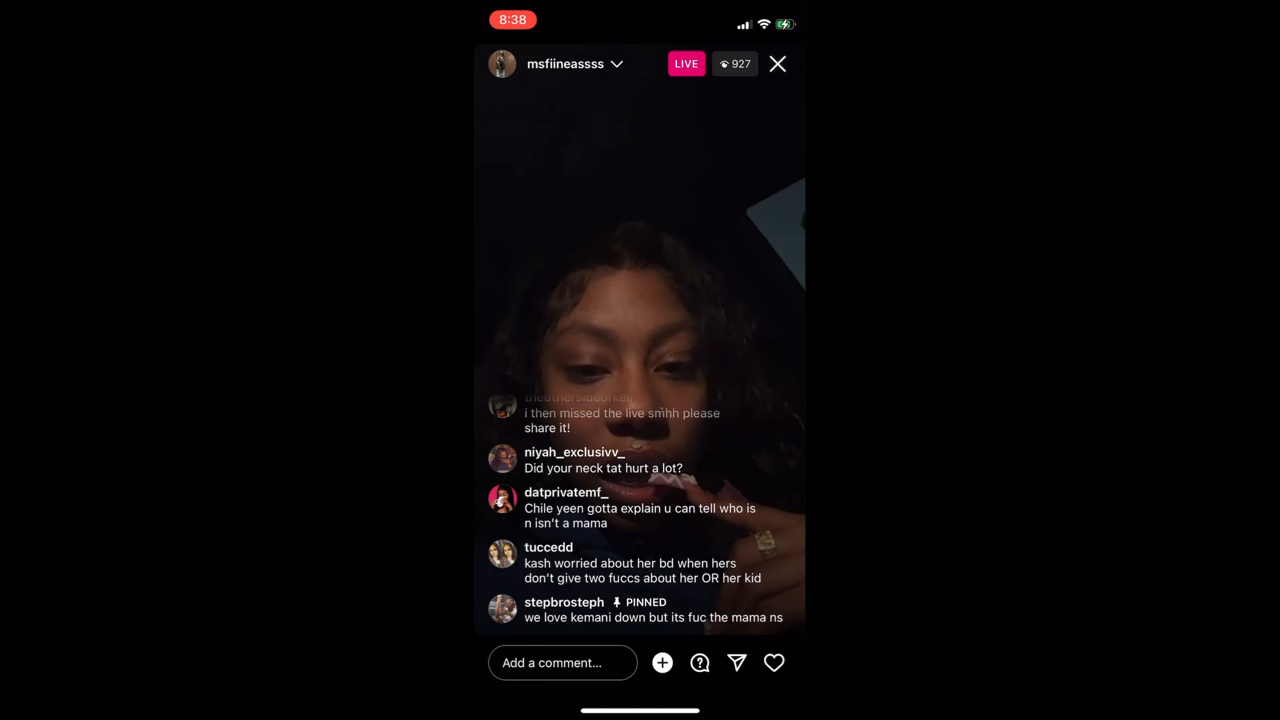 8:38
msfiineassss
LIVE
927
theothersideofkell
i then missed the live smhh please
share it!
niyah_exclusivv_
Did your neck tat hurt a lot?
datprivatemf_
Chile yeen gotta explain u can tell who is
n isn’t a mama
tuccedd
kash worried about her bd when hers
don’t give two fuccs about her OR her kid
stepbrosteph PINNED
we love kemani down but its fuc the mama ns
Add a comment...